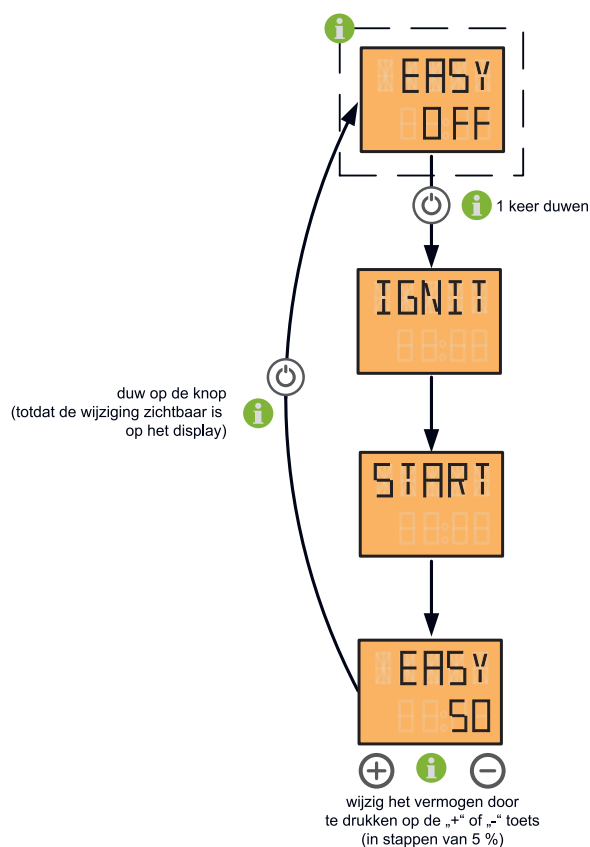 EASY
OFF
1 keer duwen
IGNIT
duw op de knop
(totdat de wijziging zichtbaar is
op het display)
START
EASY
50
wijzig het vermogen door
te drukken op de „+“ of „-“ toets
(in stappen van 5 %)